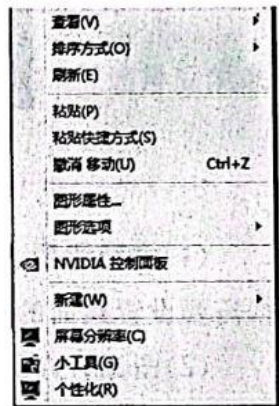 查看(V)
排序方式(O)
刷新(E)
粘贴(P)
粘贴快捷方式(S)
撤消 移动(U) Ctrl+Z
图形属性...
图形选项
NVIDIA 控制面板
新建(W)
屏幕分辨率(C)
小工具(G)
个性化(R)